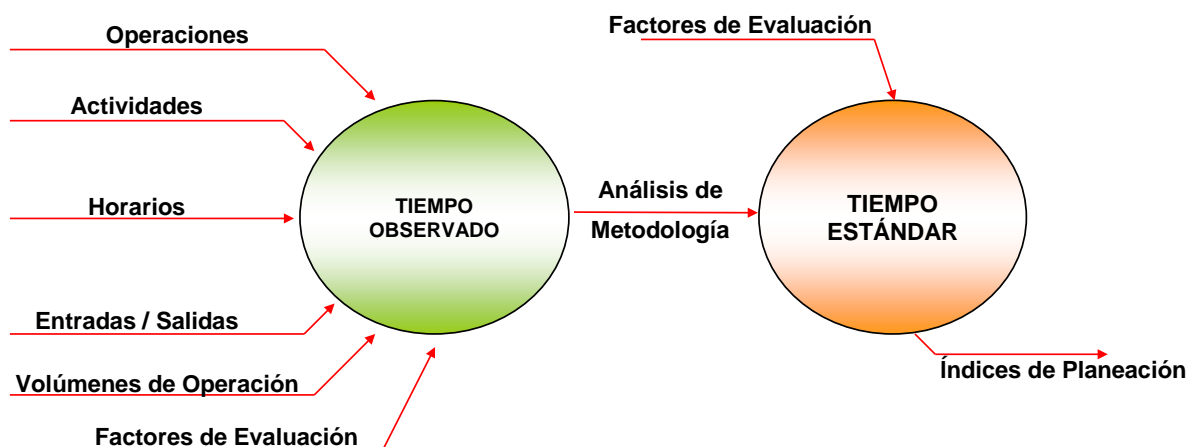 Operaciones
Actividades
Horarios
Entradas / Salidas
Volúmenes de Operación
Factores de Evaluación
TIEMPO
OBSERVADO
Análisis de
Metodología
Factores de Evaluación
TIEMPO
ESTÁNDAR
Índices de Planeación